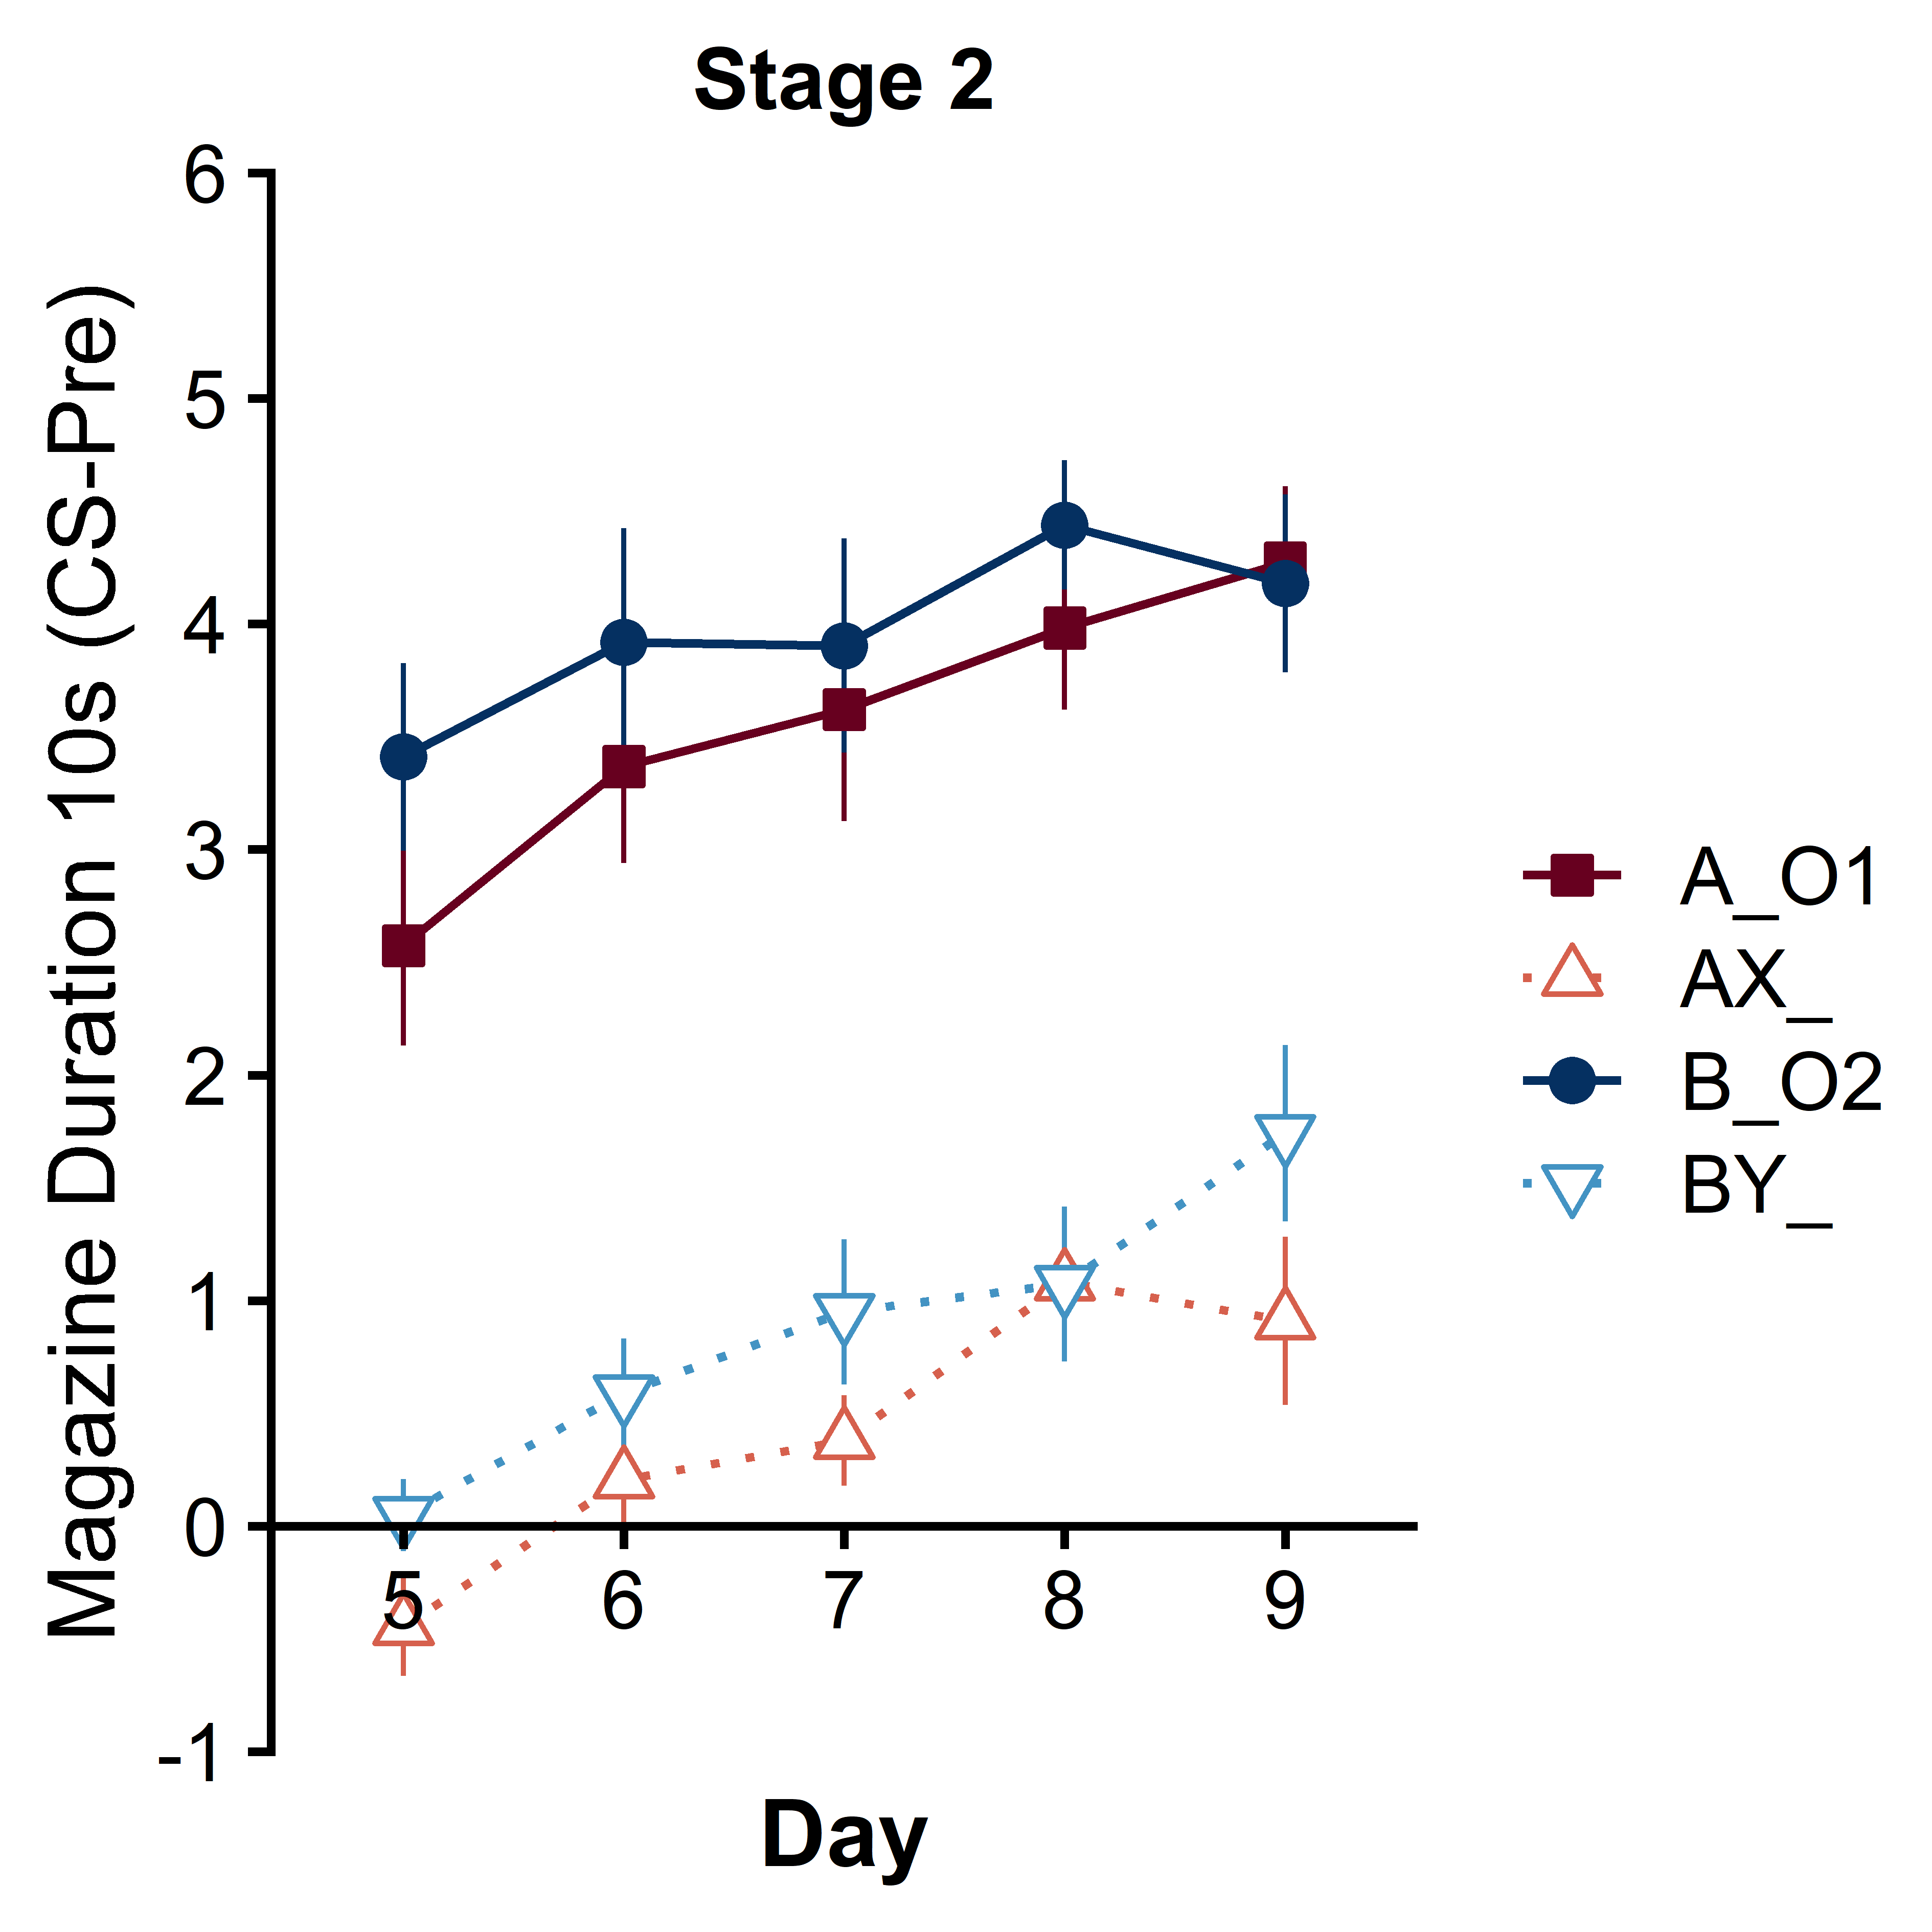 Stage 2
Magazine Duration 10s (CS-Pre)
6
5
4
3
2
1
0
-1
5 6 7 8 9
Day
A_O1
AX_
B_O2
BY_